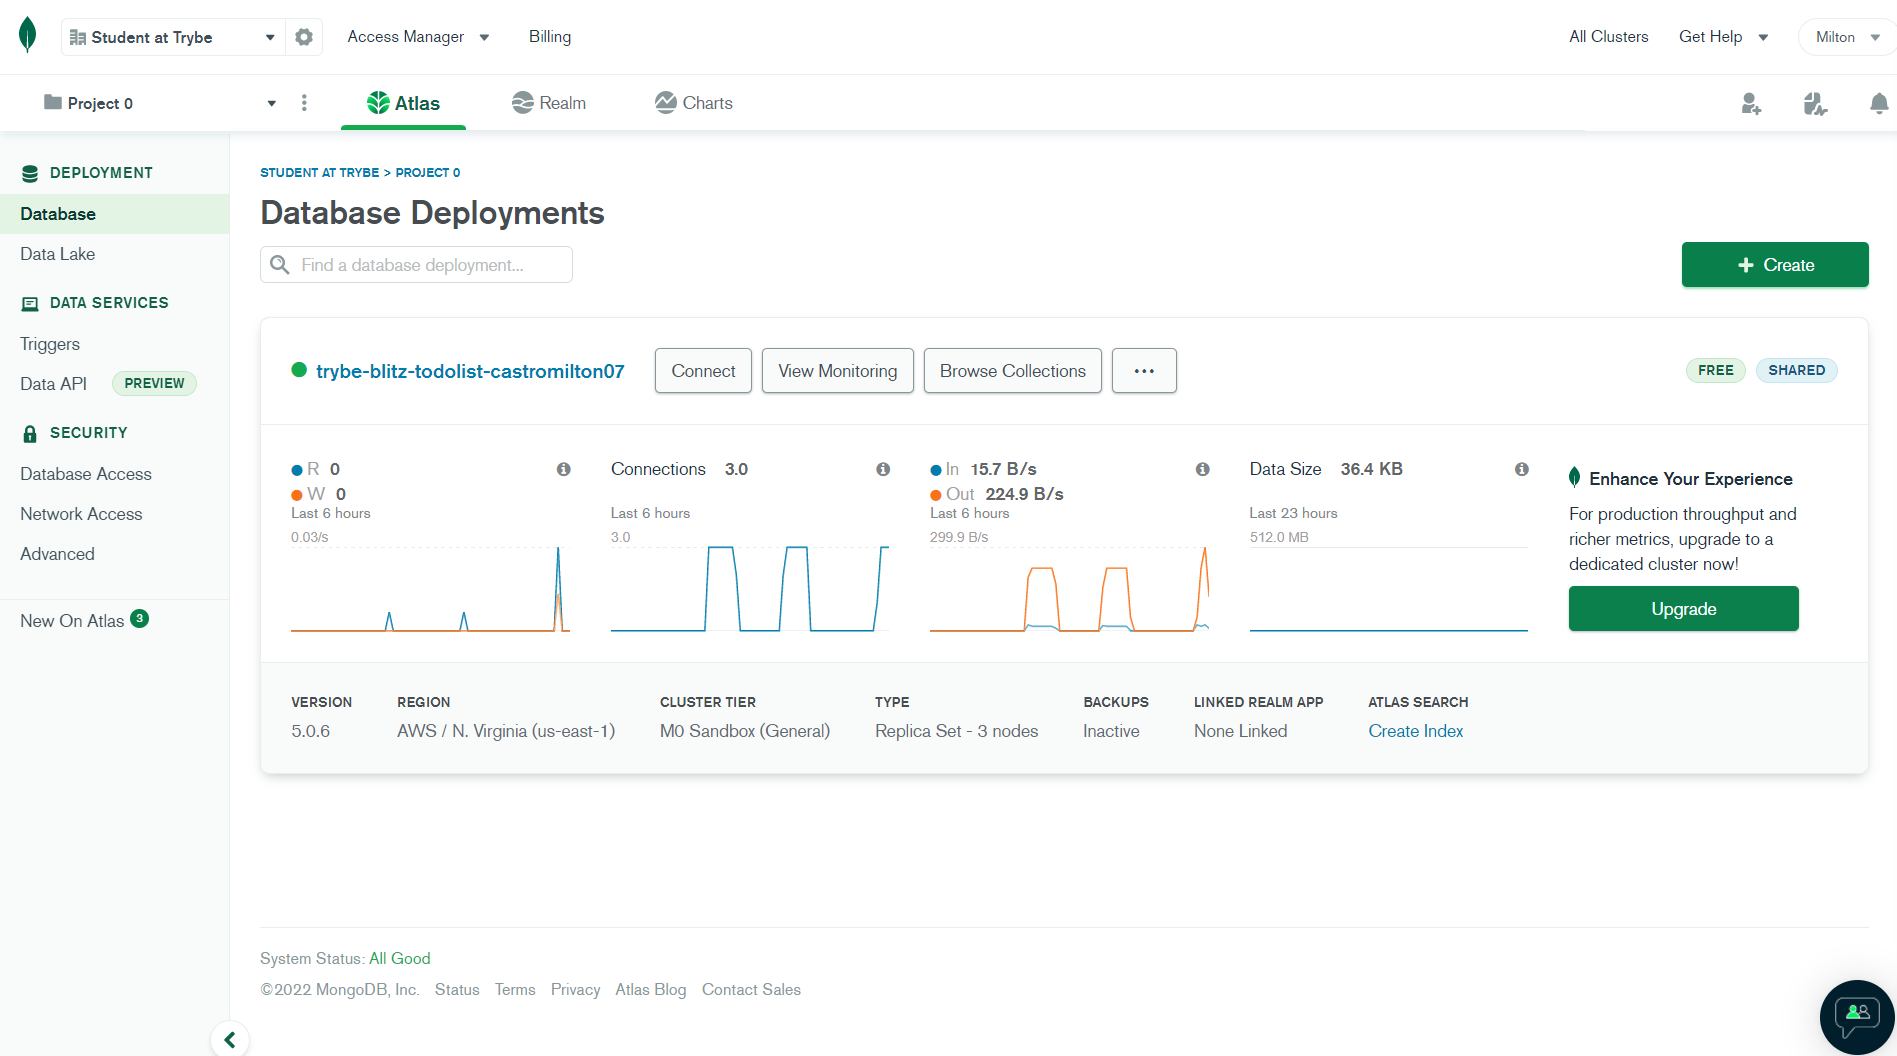 Student at Trybe
Access Manager
Billing
All Clusters
Get Help
Milton
Project 0
Atlas
Realm
Charts
DEPLOYMENT
Database
Data Lake
DATA SERVICES
Triggers
Data API PREVIEW
SECURITY
Database Access
Network Access
Advanced
New On Atlas 3
STUDENT AT TRYBE > PROJECT 0
Database Deployments
Find a database deployment...
+ Create
trybe-blitz-todolist-castromilton07
Connect
View Monitoring
Browse Collections
...
FREE
SHARED
R 0
W 0
Last 6 hours
0.03/s
Connections 3.0
Last 6 hours
3.0
In 15.7 B/s
Out 224.9 B/s
Last 6 hours
299.9 B/s
Data Size 36.4 KB
Last 23 hours
512.0 MB
Enhance Your Experience
For production throughput and
richer metrics, upgrade to a
dedicated cluster now!
Upgrade
VERSION
5.0.6
REGION
AWS / N. Virginia (us-east-1)
CLUSTER TIER
M0 Sandbox (General)
TYPE
Replica Set - 3 nodes
BACKUPS
Inactive
LINKED REALM APP
None Linked
ATLAS SEARCH
Create Index
System Status: All Good
©2022 MongoDB, Inc. Status Terms Privacy Atlas Blog Contact Sales